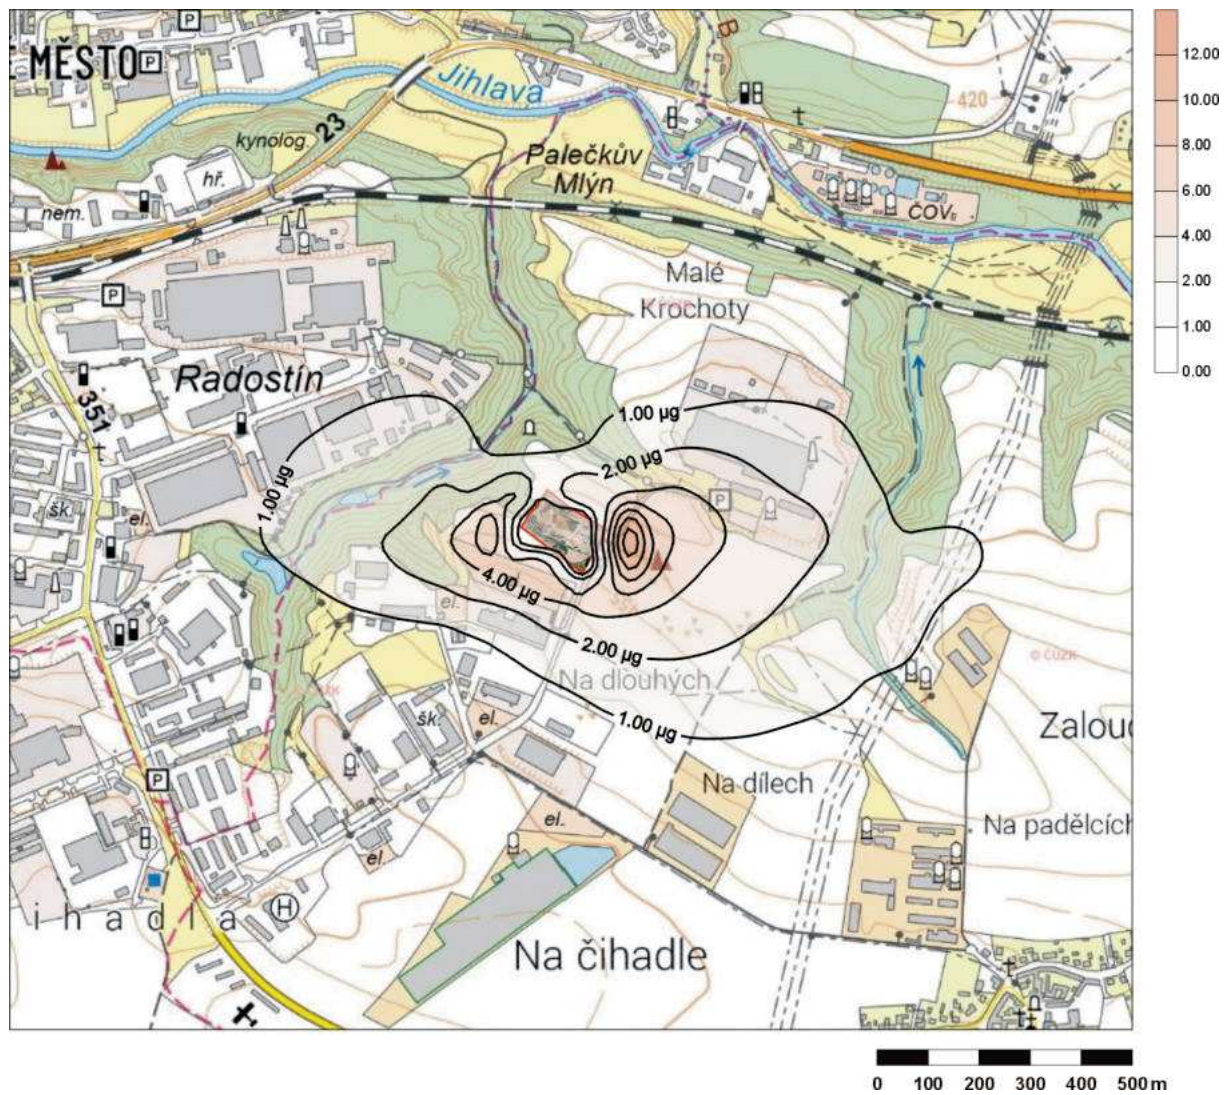 P
E MĚSTO P
Jihlava
B
420
kynolog.
23
hř.
Palečkův
Mlýn
ČOV
nem.
P
Malé
Krochoty
Radostín
351
1.00 µg
2.00 µg
1.00 µg
P
šk.
el.
4.00 µg
el.
2.00 µg
© ČÚZK
Na dlouhých
1.00 µg
šk.
el.
Zalouč
P
Na dílech
el.
Na padělcích
el.
H
i h a d l a
Na čihadle
12.00
10.00
8.00
6.00
4.00
2.00
1.00
0.00
0 100 200 300 400 500 m